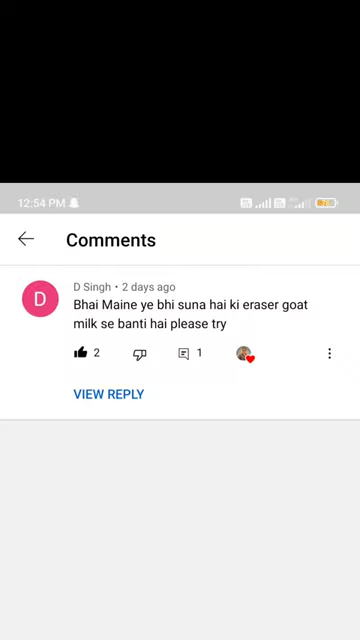 12:54 PM
Comments
D
D Singh • 2 days ago
Bhai Maine ye bhi suna hai ki eraser goat
milk se banti hai please try
2
1
VIEW REPLY